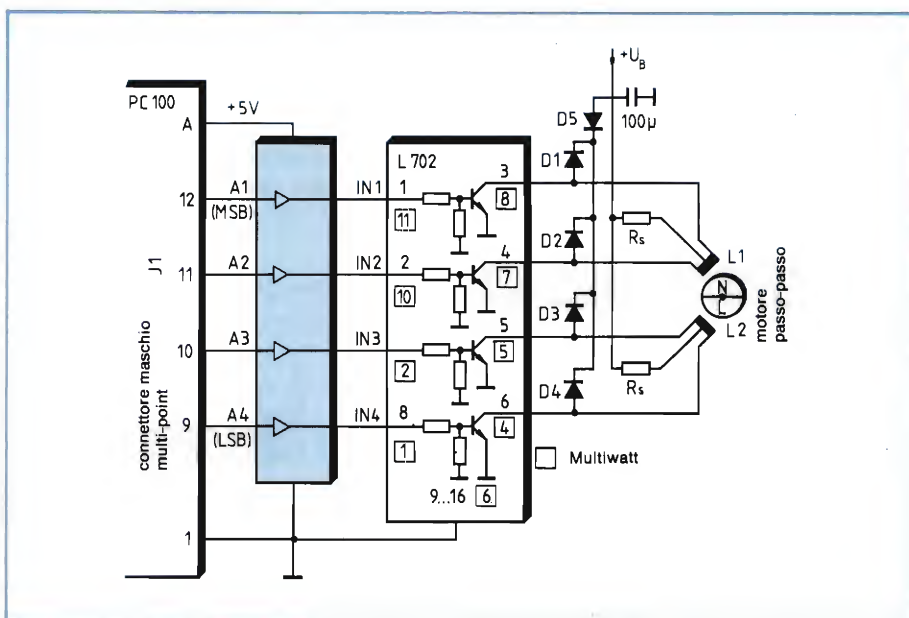 +U_B
PC 100
+5V
A
D5
100µ
L 702
D1
12
A1
(MSB)
IN1
1
3
11
8
D2
Rs
L1
J1
11
A2
IN2
2
4
10
7
N
L
motore
passo-passo
D3
L2
connettore maschio
multi-point
10
A3
IN3
5
2
5
Rs
D4
9
A4
(LSB)
IN4
8
6
1
4
Multiwatt
9...16
6
1